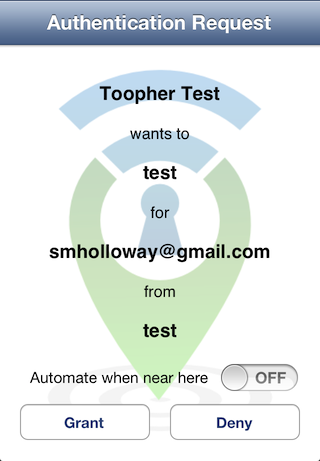 Authentication Request
Toopher Test
wants to
test
for
smholloway@gmail.com
from
test
Automate when near here OFF
Grant Deny